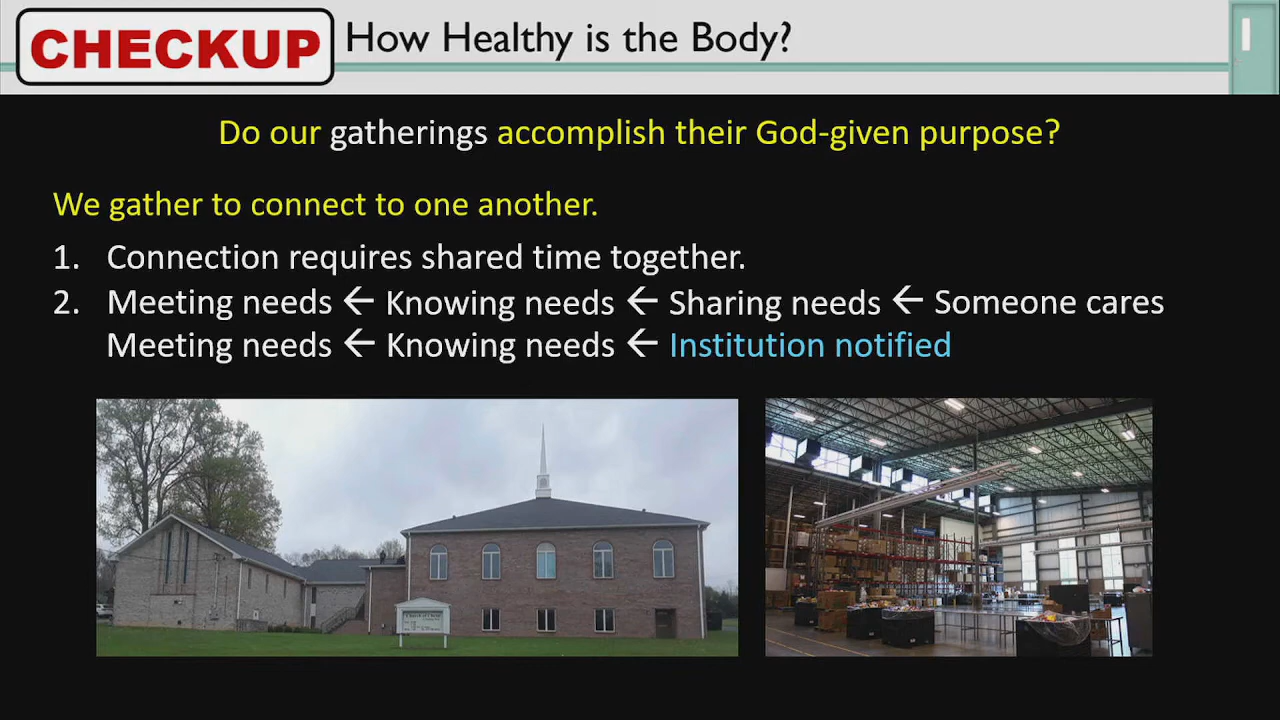 CHECKUP How Healthy is the Body?
Do our gatherings accomplish their God-given purpose?
We gather to connect to one another.
1. Connection requires shared time together.
2. Meeting needs ← Knowing needs ← Sharing needs ← Someone cares
Meeting needs ← Knowing needs ← Institution notified